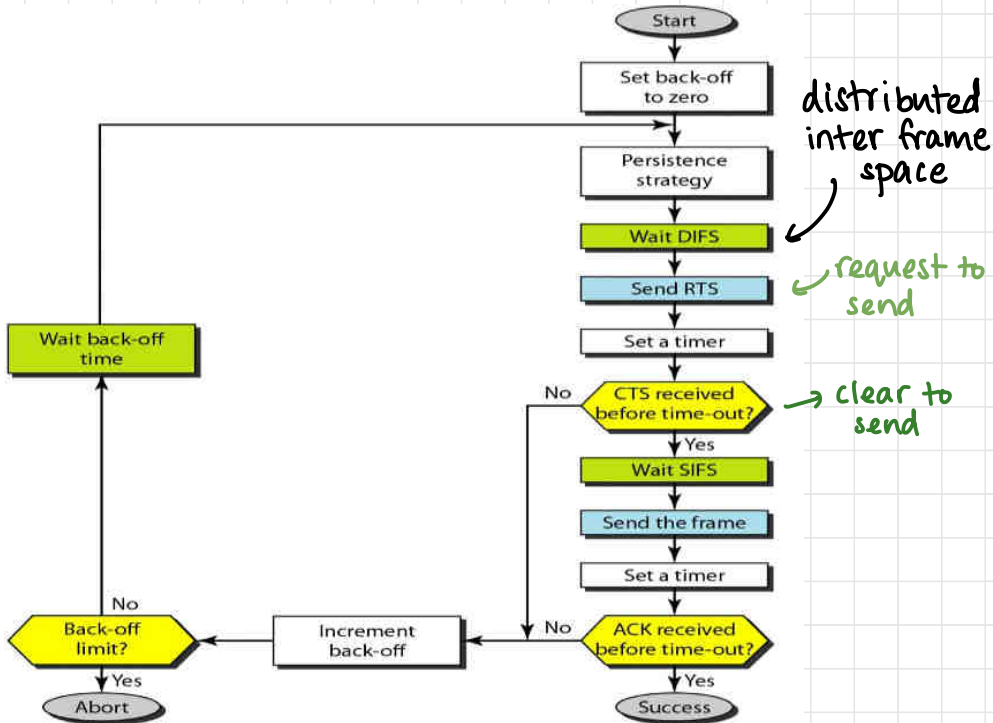 Start
Set back-off
to zero
distributed
inter frame
space
Persistence
strategy
Wait DIFS
Send RTS
request to
send
Set a timer
Wait back-off
time
No
CTS received
before time-out?
clear to
send
Yes
Wait SIFS
Send the frame
Set a timer
No
Back-off
limit?
Increment
back-off
No
ACK received
before time-out?
Yes
Abort
Yes
Success